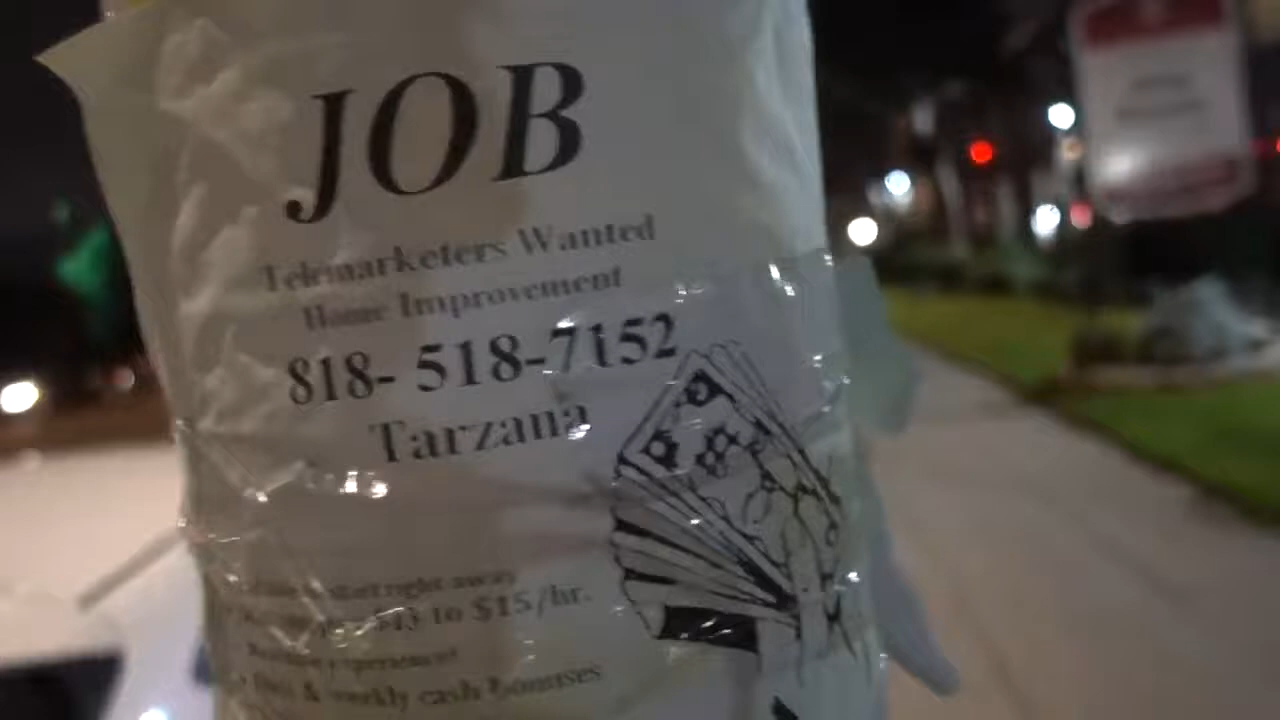 JOB
Telemarketers Wanted
Home Improvement
818- 518-7152
Tarzana
start right away
to $15/hr.
& weekly cash bonuses